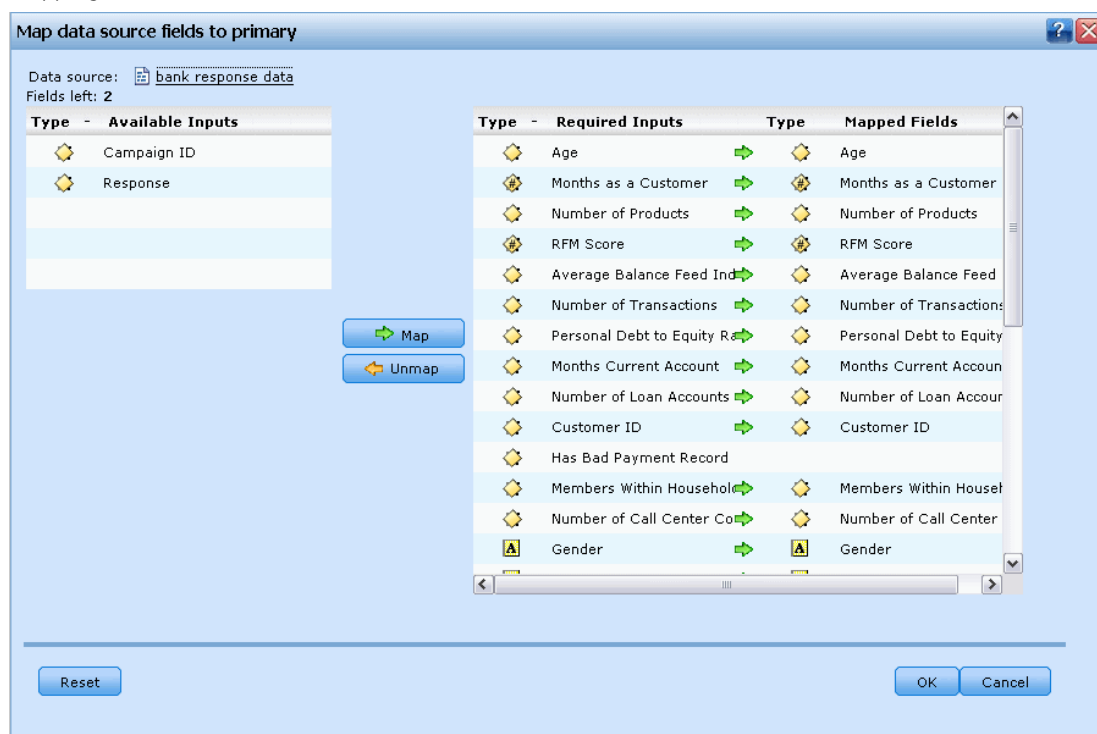 Map data source fields to primary
Data source: bank response data
Fields left: 2
Type - Available Inputs
Campaign ID
Response
Map
Unmap
Type - Required Inputs Type Mapped Fields
Age Age
# Months as a Customer # Months as a Customer
Number of Products Number of Products
# RFM Score # RFM Score
Average Balance Feed Ind Average Balance Feed
Number of Transactions Number of Transactions
Personal Debt to Equity Ra Personal Debt to Equity
Months Current Account Months Current Accoun
Number of Loan Accounts Number of Loan Accour
Customer ID Customer ID
Has Bad Payment Record
Members Within Household Members Within Househ
Number of Call Center Co Number of Call Center
A Gender A Gender
Reset
OK Cancel